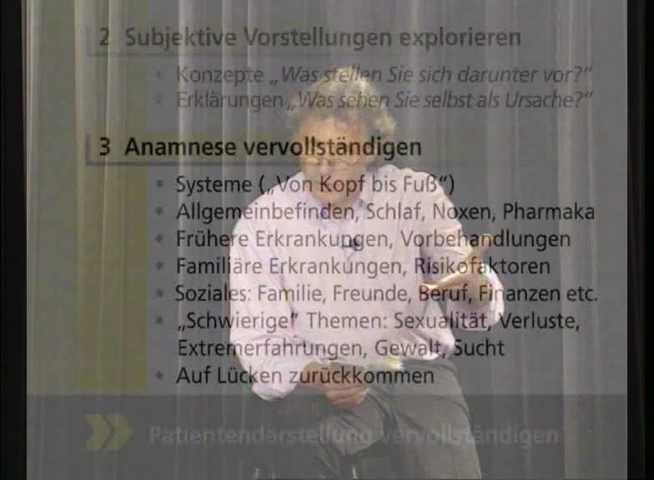 2 Subjektive Vorstellungen explorieren
• Konzepte „Was stellen Sie sich darunter vor?“
• Erklärungen „Was sehen Sie selbst als Ursache?“
3 Anamnese vervollständigen
• Systeme („Von Kopf bis Fuß“)
• Allgemeinbefinden, Schlaf, Noxen, Pharmaka
• Frühere Erkrankungen, Vorbehandlungen
• Familiäre Erkrankungen, Risikofaktoren
• Soziales: Familie, Freunde, Beruf, Finanzen etc.
• „Schwierige“ Themen: Sexualität, Verluste,
Extremerfahrungen, Gewalt, Sucht
• Auf Lücken zurückkommen
Patientendarstellung vervollständigen